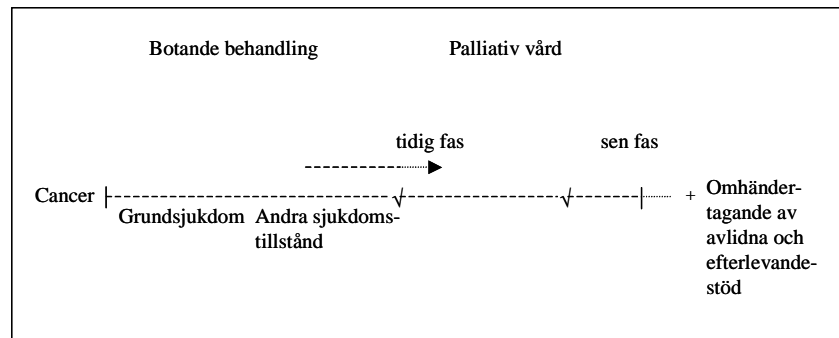 Botande behandling Palliativ vård
tidig fas sen fas
Cancer + Omhänder-
Grundsjukdom Andra sjukdoms- tagande av
tillstånd avlidna och
efterlevande-
stöd